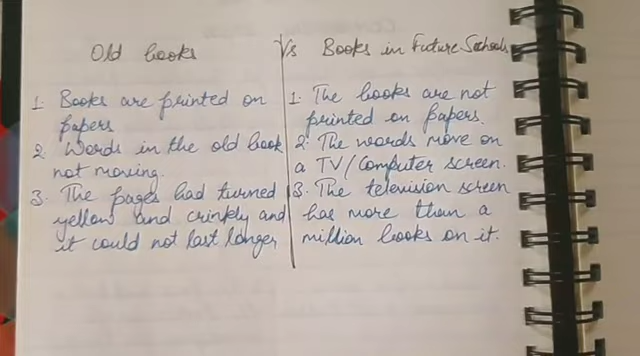 Old books Vs Books in Future Schools
1. Books are printed on
papers
2. Words in the old book
not moving.
3. The pages had turned
yellow and crinkly and
it could not last longer
1. The books are not
printed on papers.
2. The words move on
a TV/Computer screen.
3. The television screen
has more than a
million books on it.